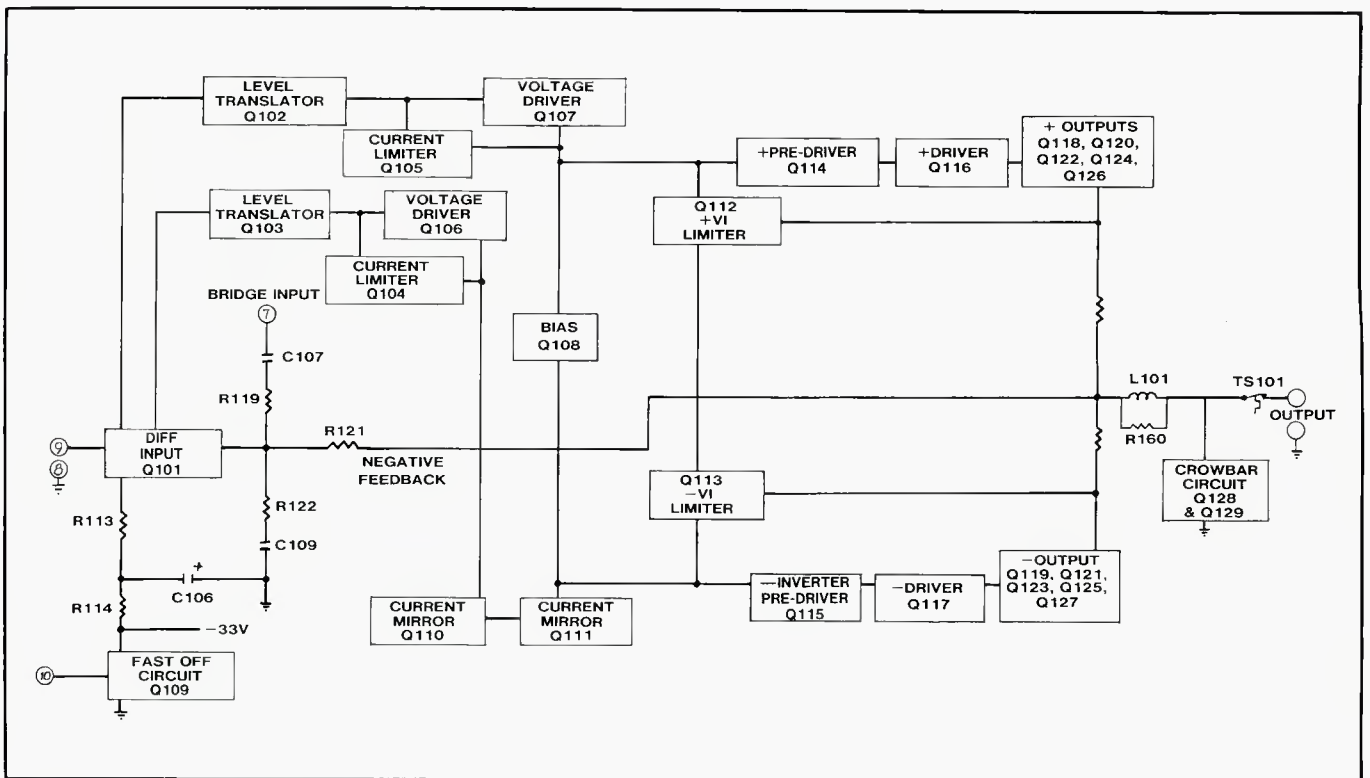 LEVEL
TRANSLATOR
Q102
VOLTAGE
DRIVER
Q107
CURRENT
LIMITER
Q105
+PRE-DRIVER
Q114
+DRIVER
Q116
+ OUTPUTS
Q118, Q120,
Q122, Q124,
Q126
LEVEL
TRANSLATOR
Q103
VOLTAGE
DRIVER
Q106
Q112
+VI
LIMITER
CURRENT
LIMITER
Q104
BRIDGE INPUT
7
C107
BIAS
Q108
R119
L101
TS101
OUTPUT
R160
9
8
DIFF
INPUT
Q101
R121
NEGATIVE
FEEDBACK
Q113
−VI
LIMITER
CROWBAR
CIRCUIT
Q128
& Q129
R113
R122
C109
+
C106
R114
−33V
CURRENT
MIRROR
Q110
CURRENT
MIRROR
Q111
—INVERTER
PRE-DRIVER
Q115
−DRIVER
Q117
−OUTPUT
Q119, Q121,
Q123, Q125,
Q127
10
FAST OFF
CIRCUIT
Q109